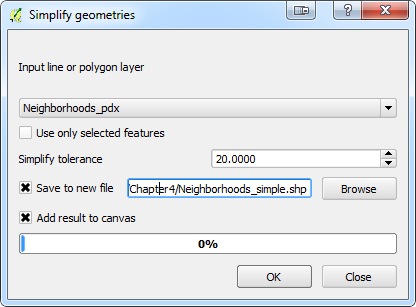 Simplify geometries
Input line or polygon layer
Neighborhoods_pdx
Use only selected features
Simplify tolerance 20.0000
Save to new file 'Chapter4/Neighborhoods_simple.shp Browse
Add result to canvas
0%
OK Close